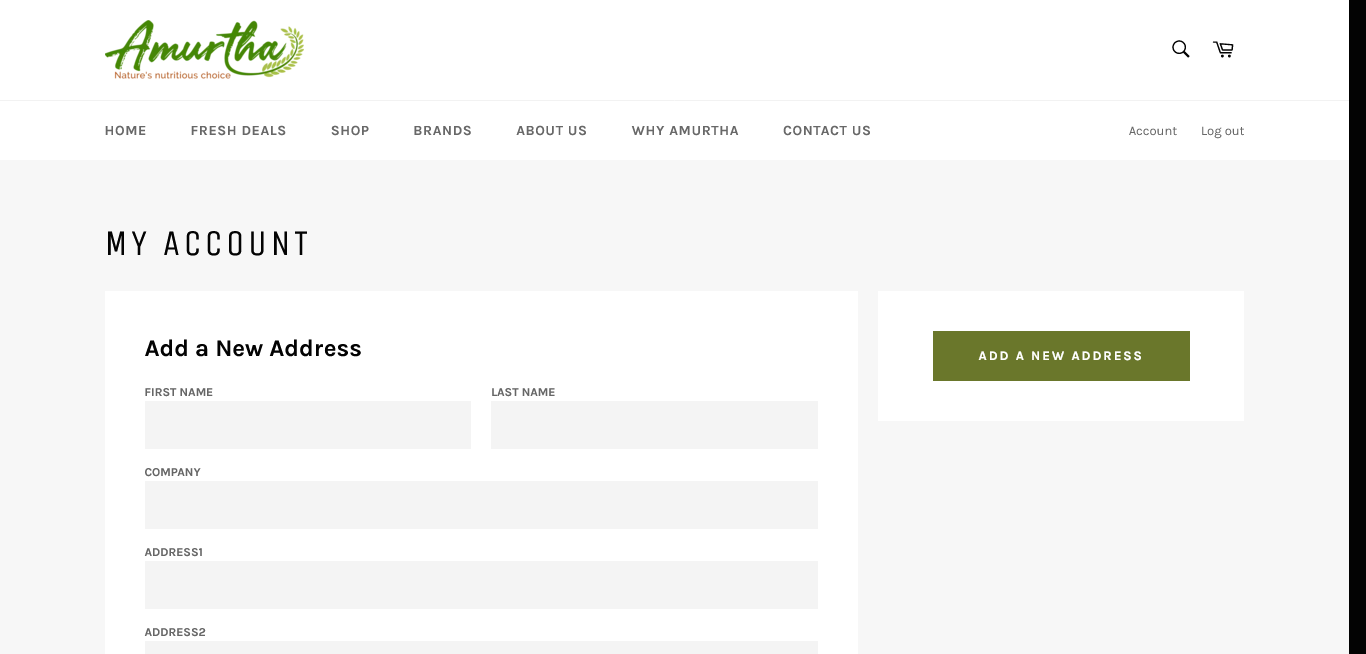 Amurtha
Nature's nutritious choice
HOME FRESH DEALS SHOP BRANDS ABOUT US WHY AMURTHA CONTACT US Account Log out
MY ACCOUNT
Add a New Address
ADD A NEW ADDRESS
FIRST NAME LAST NAME
COMPANY
ADDRESS1
ADDRESS2